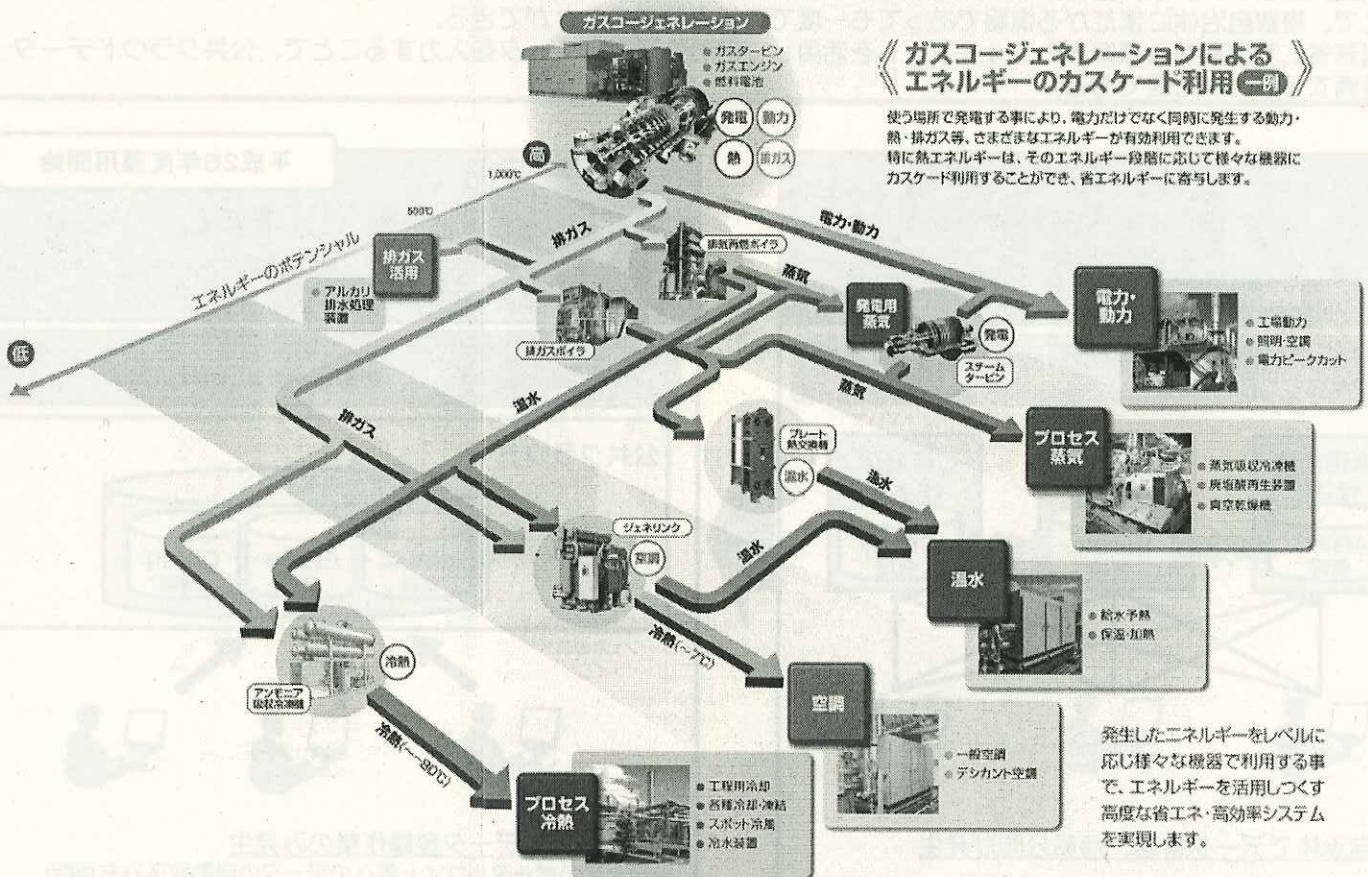 ガスコージェネレーション
ガスタービン
ガスエンジン
燃料電池
発電
動力
熱
排ガス
ガスコージェネレーションによる
エネルギーのカスケード利用 一例
使う場所で発電する事により、電力だけでなく同時に発生する動力・
熱・排ガス等、さまざまなエネルギーが有効利用できます。
特に熱エネルギーは、そのエネルギー段階に応じて様々な機器に
カスケード利用することができ、省エネルギーに寄与します。
高
1,000℃
500℃
エネルギーのポテンシャル
低
排ガス
活用
アルカリ
排水処理
装置
排ガス
排気再燃ボイラ
蒸気
電力・動力
発電用
蒸気
発電
スチーム
タービン
電力・
動力
工場動力
照明・空調
電力ピークカット
排ガスボイラ
温水
蒸気
排ガス
プレート
熱交換機
温水
温水
プロセス
蒸気
蒸気吸収冷凍機
廃塩酸再生装置
真空乾燥機
ジェネリンク
空調
温水
温水
給水予熱
保温・加熱
冷熱(～7℃)
空調
一般空調
デシカント空調
アンモニア
吸収冷凍機
冷熱
冷熱(～-60℃)
プロセス
冷熱
工程用冷却
各種冷却・凍結
スポット冷風
冷水装置
発生したエネルギーをレベルに
応じ様々な機器で利用する事
で、エネルギーを活用しつくす
高度な省エネ・高効率システム
を実現します。